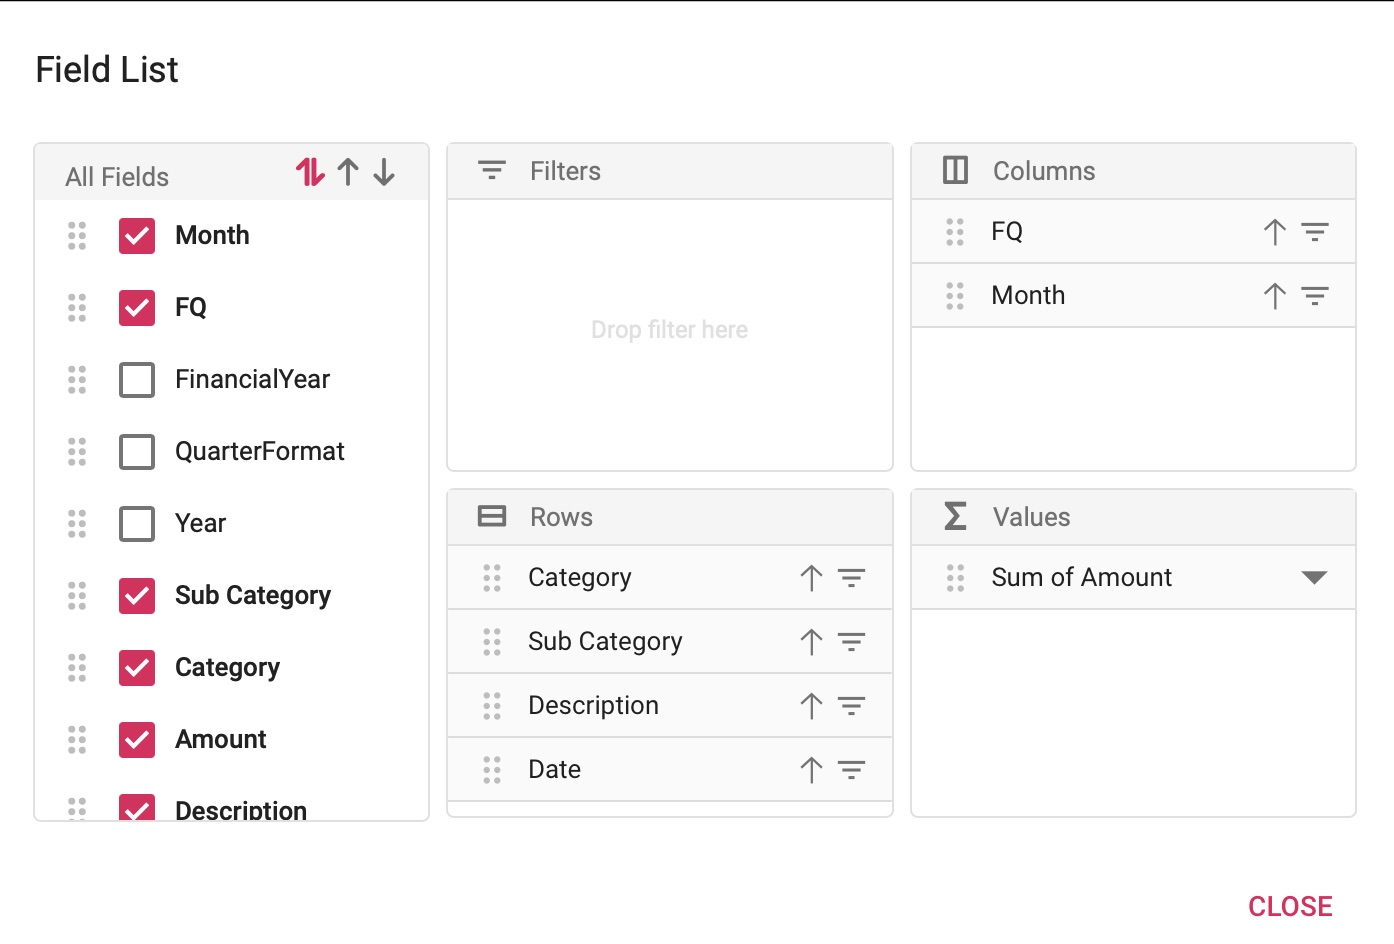 Field List
All Fields
Month
FQ
FinancialYear
QuarterFormat
Year
Sub Category
Category
Amount
Description
Filters
Drop filter here
Columns
FQ
Month
Rows
Category
Sub Category
Description
Date
Values
Sum of Amount
CLOSE